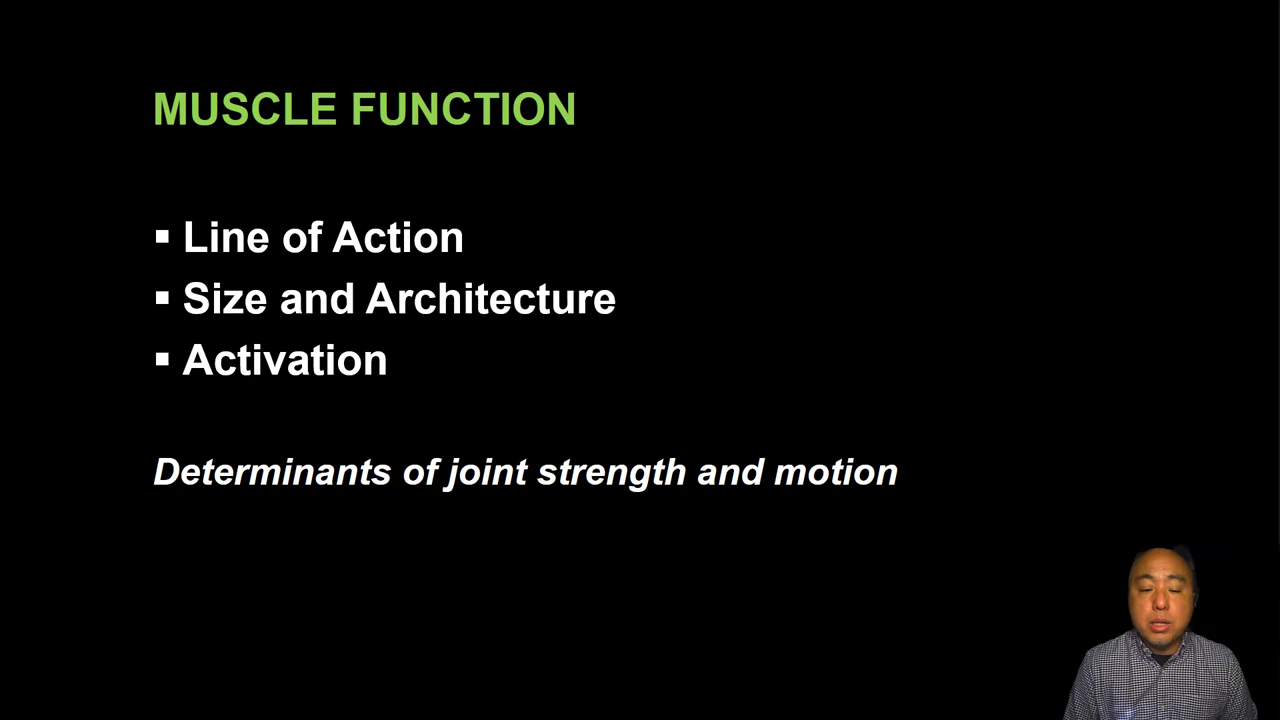 MUSCLE FUNCTION
▪ Line of Action
▪ Size and Architecture
▪ Activation
Determinants of joint strength and motion